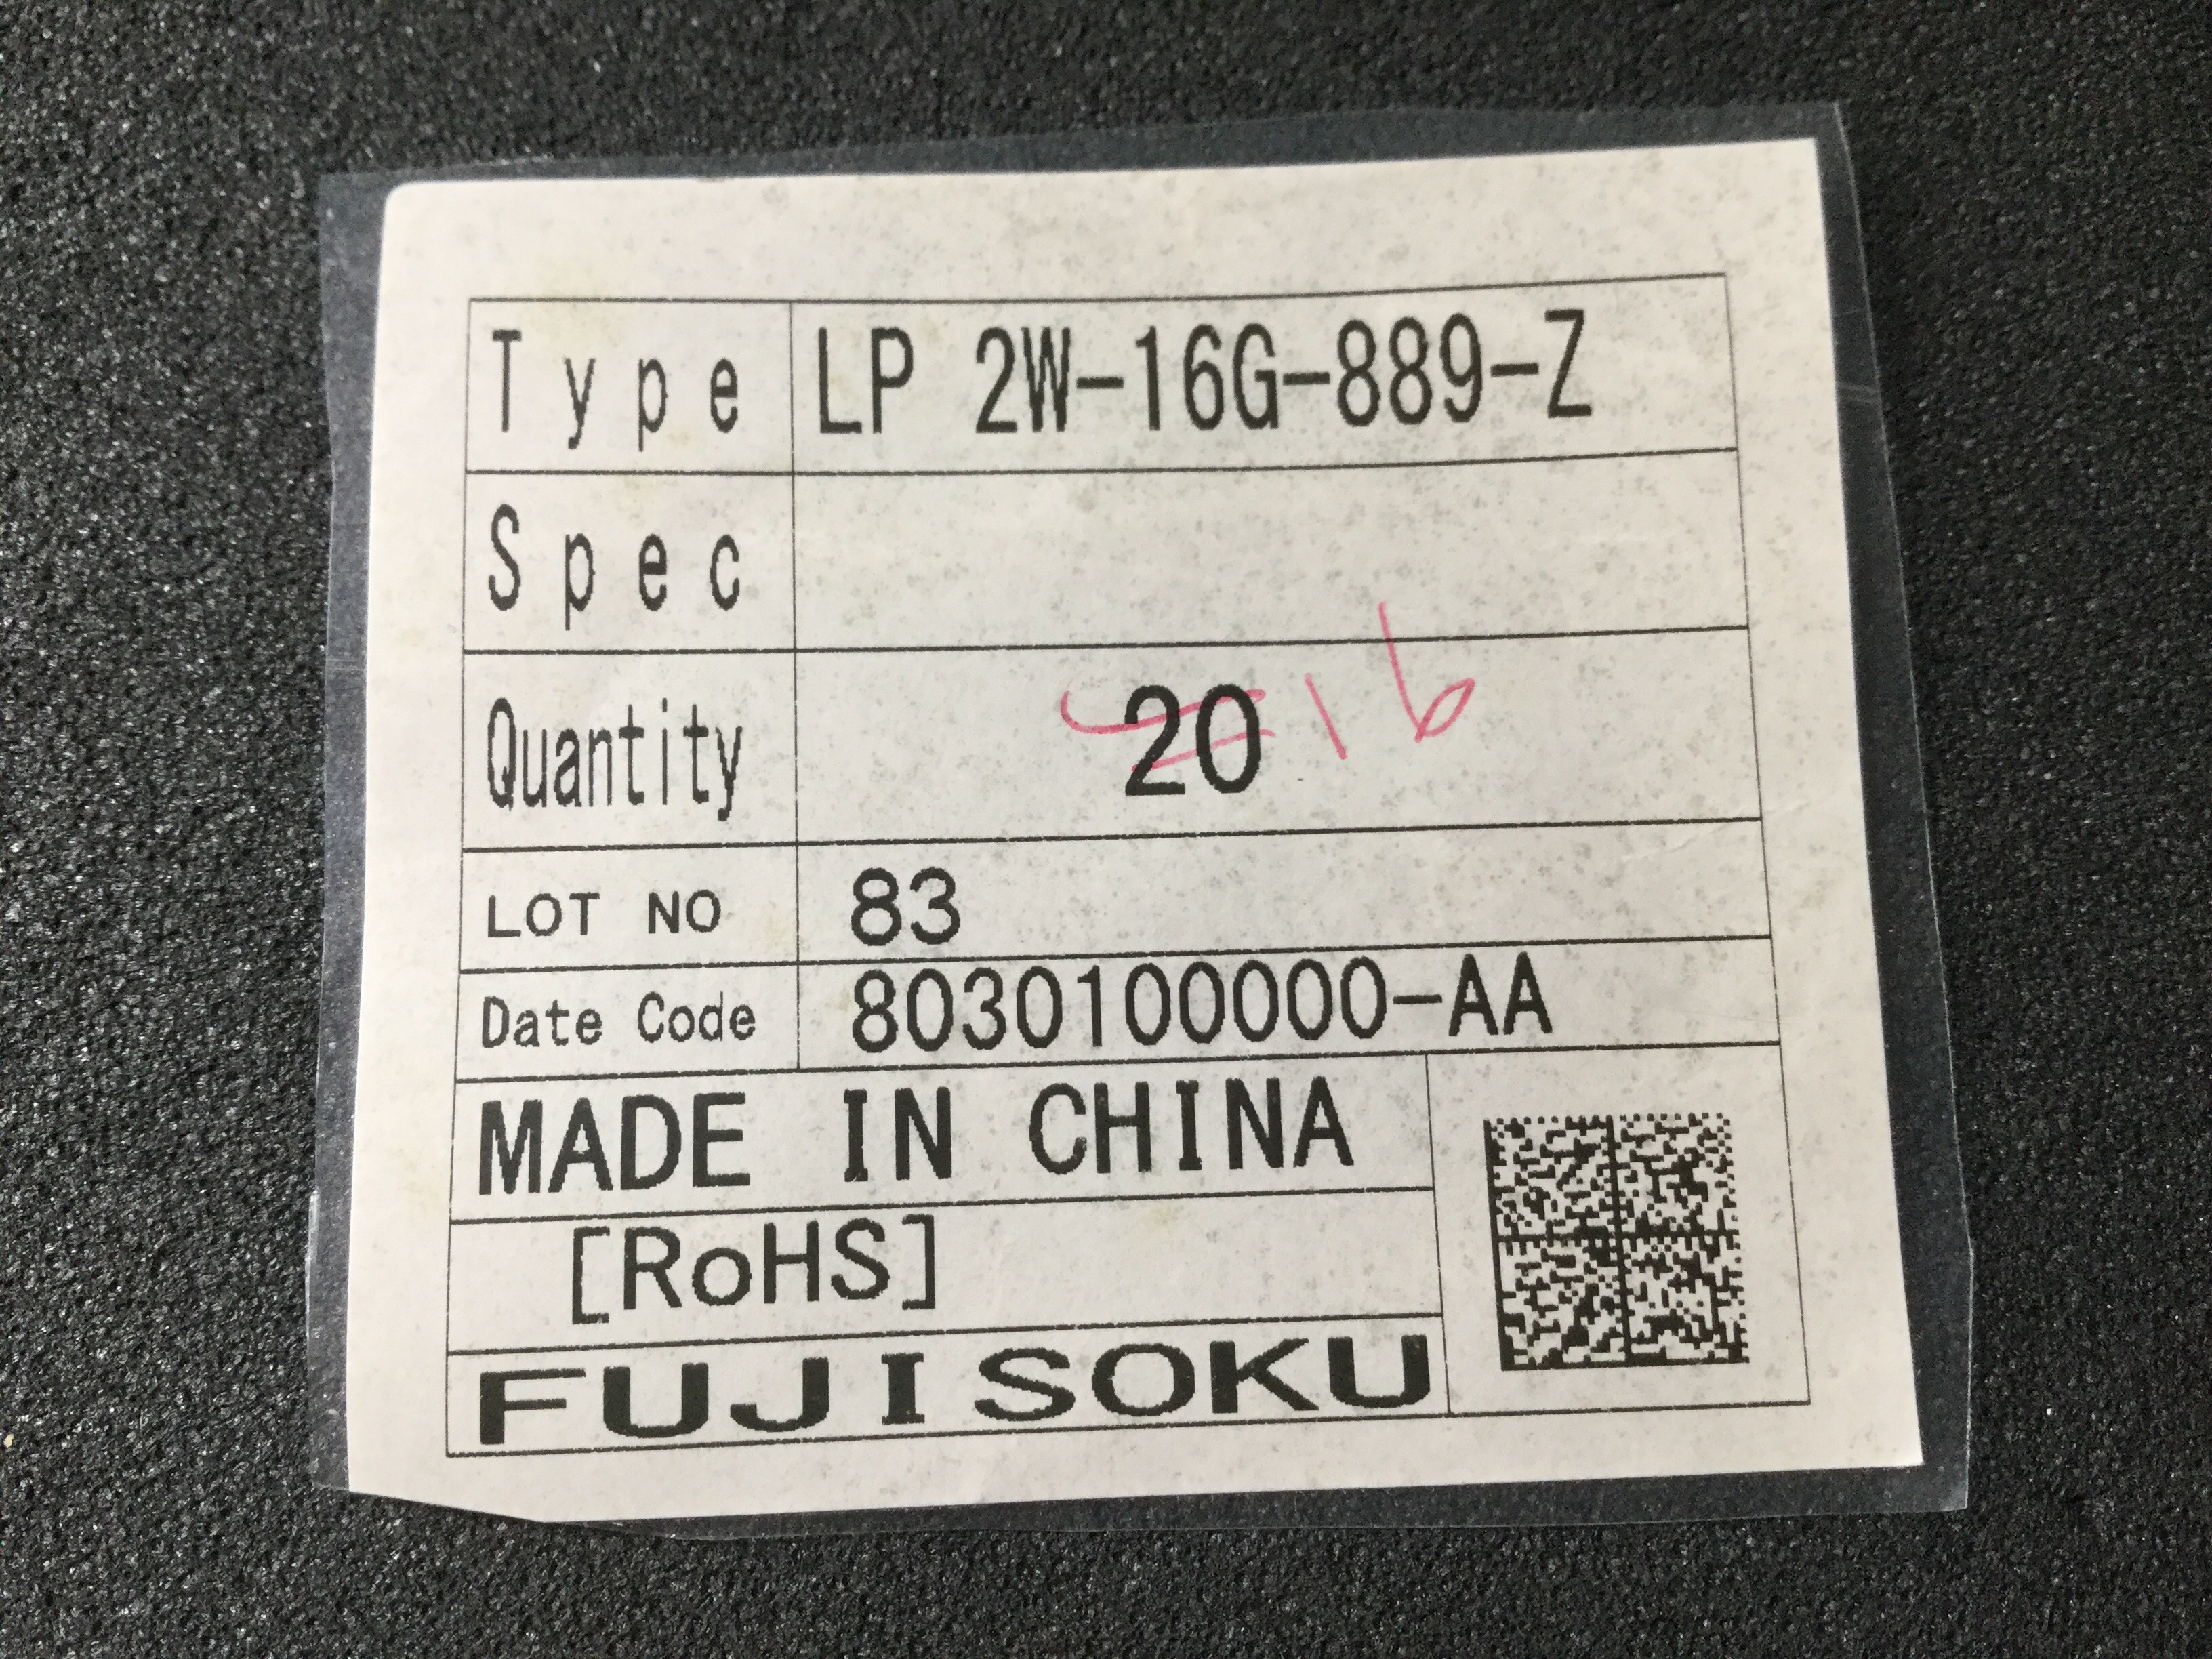 Type LP 2W-16G-889-Z
Spec
Quantity 20 16
LOT NO 83
Date Code 8030100000-AA
MADE IN CHINA
[RoHS]
FUJISOKU